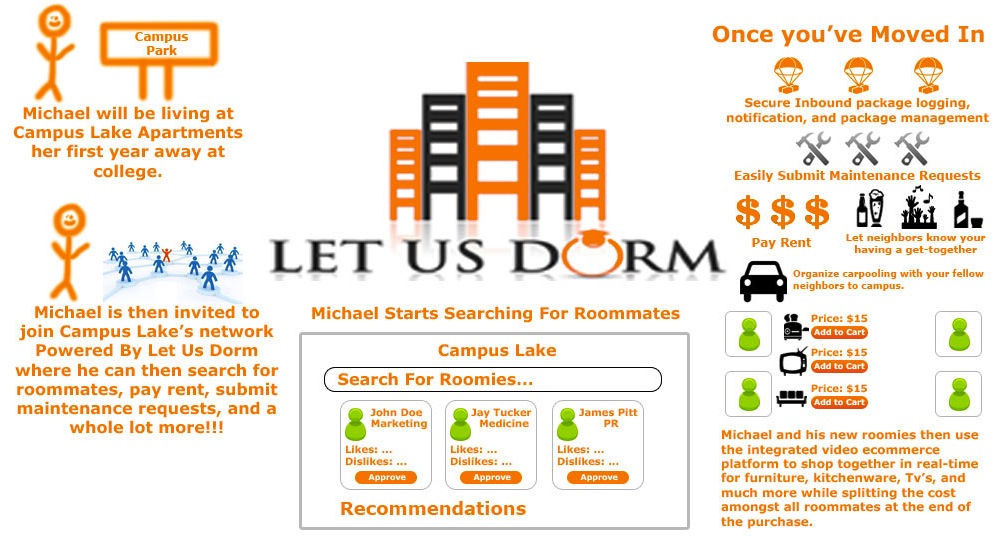 Campus
Park
Michael will be living at
Campus Lake Apartments
her first year away at
college.
Michael is then invited to
join Campus Lake's network
Powered By Let Us Dorm
where he can then search for
roommates, pay rent, submit
maintenance requests, and a
whole lot more!!!
LET US DORM
Michael Starts Searching For Roommates
Campus Lake
Search For Roomies...
John Doe
Marketing
Likes: ...
Dislikes: ...
Approve
Jay Tucker
Medicine
Likes: ...
Dislikes: ...
Approve
James Pitt
PR
Likes: ...
Dislikes: ...
Approve
Recommendations
Once you've Moved In
Secure Inbound package logging,
notification, and package management
Easily Submit Maintenance Requests
$ $ $
Pay Rent
Let neighbors know your
having a get-together
Organize carpooling with your fellow
neighbors to campus.
Price: $15
Add to Cart
Price: $15
Add to Cart
Price: $15
Add to Cart
Michael and his new roomies then use
the integrated video ecommerce
platform to shop together in real-time
for furniture, kitchenware, Tv's, and
much more while splitting the cost
amongst all roommates at the end of
the purchase.